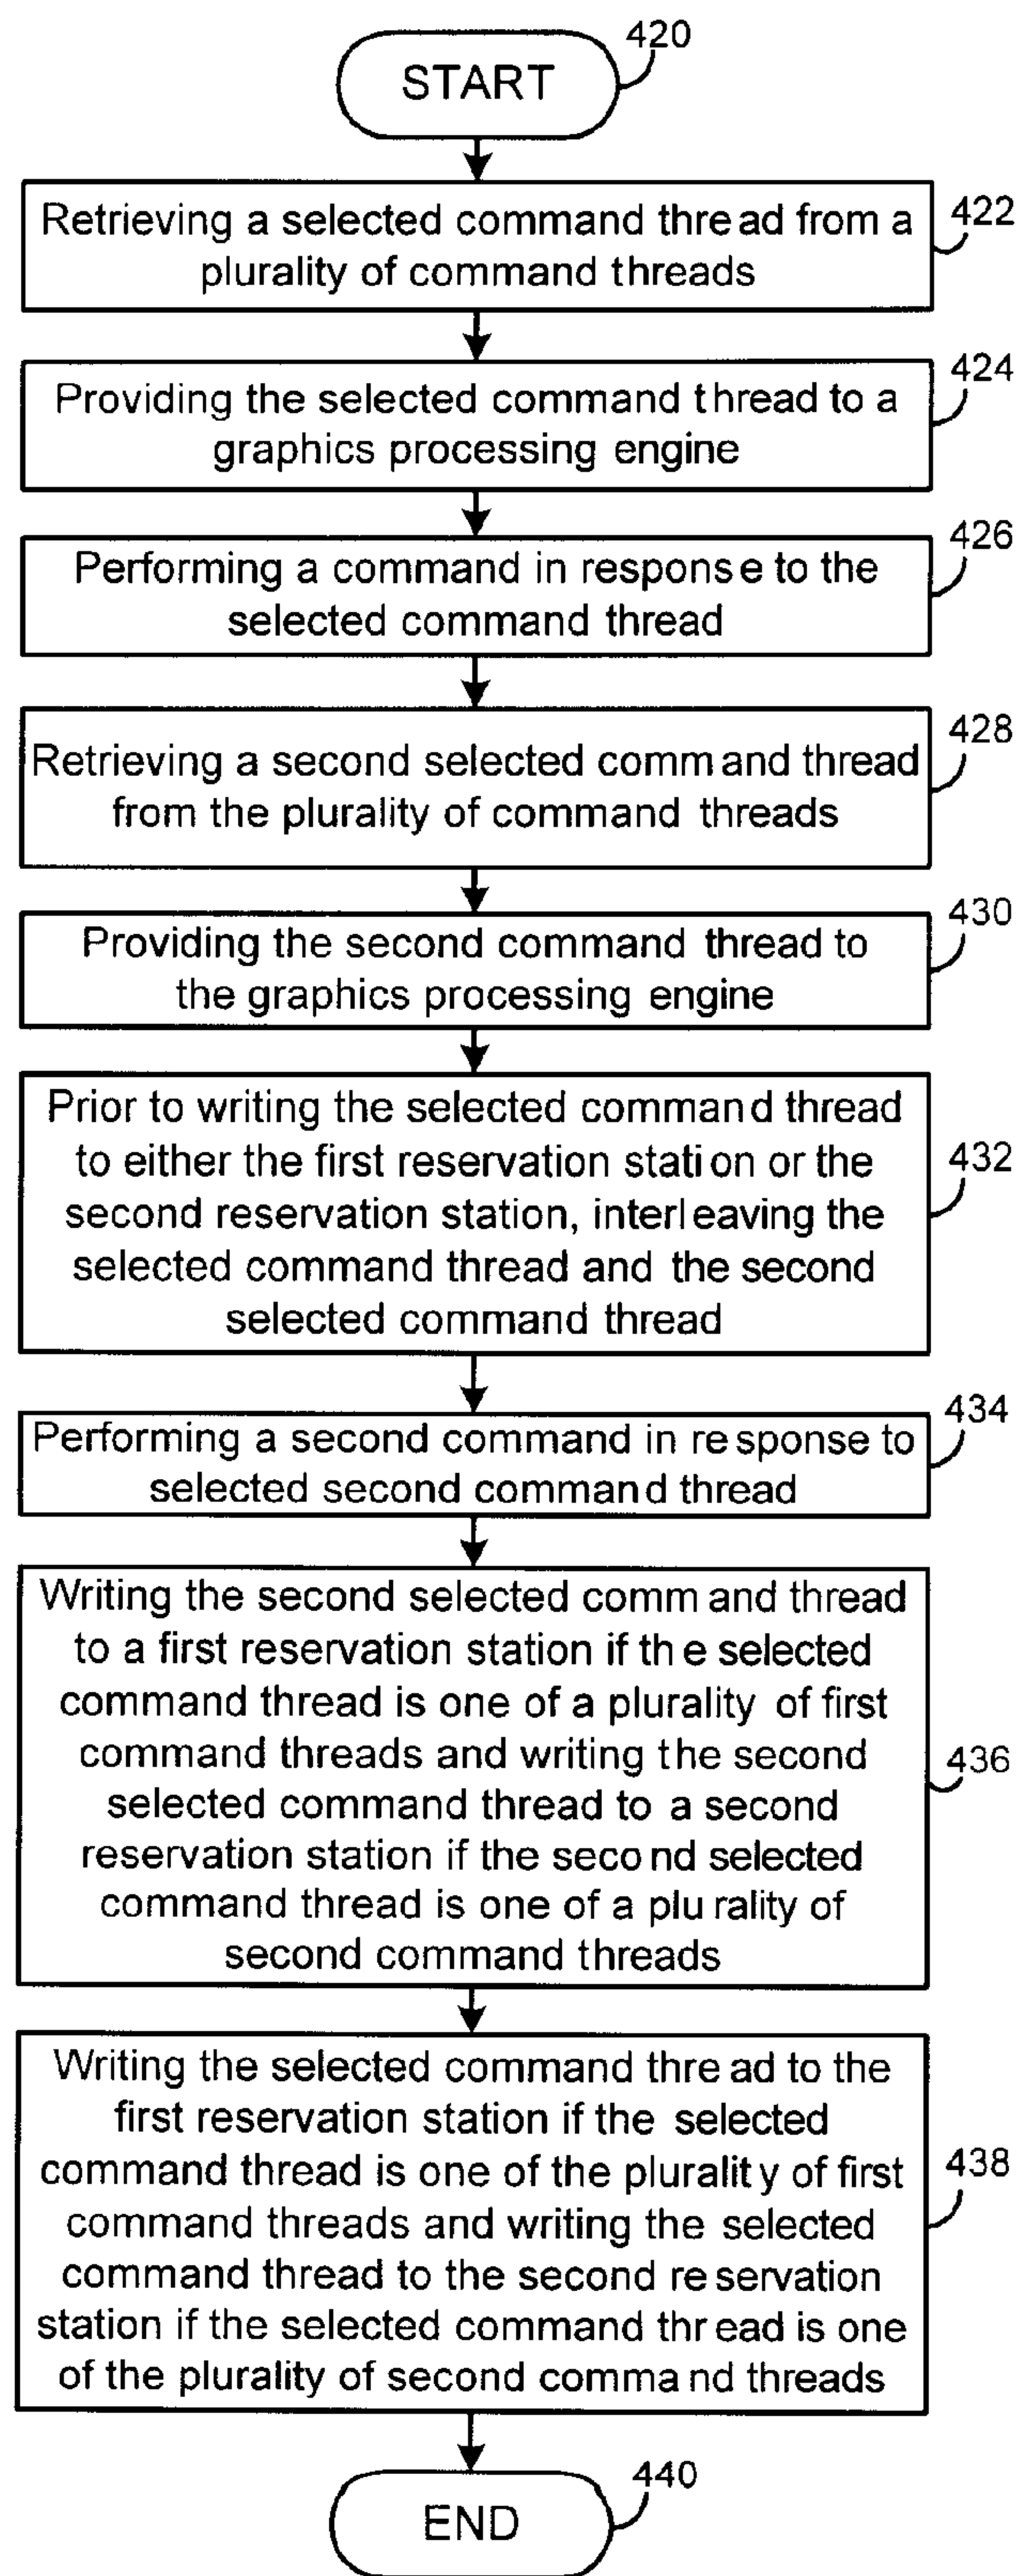 420
START
Retrieving a selected command thread from a
plurality of command threads
422
Providing the selected command thread to a
graphics processing engine
424
Performing a command in response to the
selected command thread
426
Retrieving a second selected command thread
from the plurality of command threads
428
Providing the second command thread to
the graphics processing engine
430
Prior to writing the selected command thread
to either the first reservation station or the
second reservation station, interleaving the
selected command thread and the second
selected command thread
432
Performing a second command in response to
selected second command thread
434
Writing the second selected command thread
to a first reservation station if the selected
command thread is one of a plurality of first
command threads and writing the second
selected command thread to a second
reservation station if the second selected
command thread is one of a plurality of
second command threads
436
Writing the selected command thread to the
first reservation station if the selected
command thread is one of the plurality of first
command threads and writing the selected
command thread to the second reservation
station if the selected command thread is one
of the plurality of second command threads
438
440
END